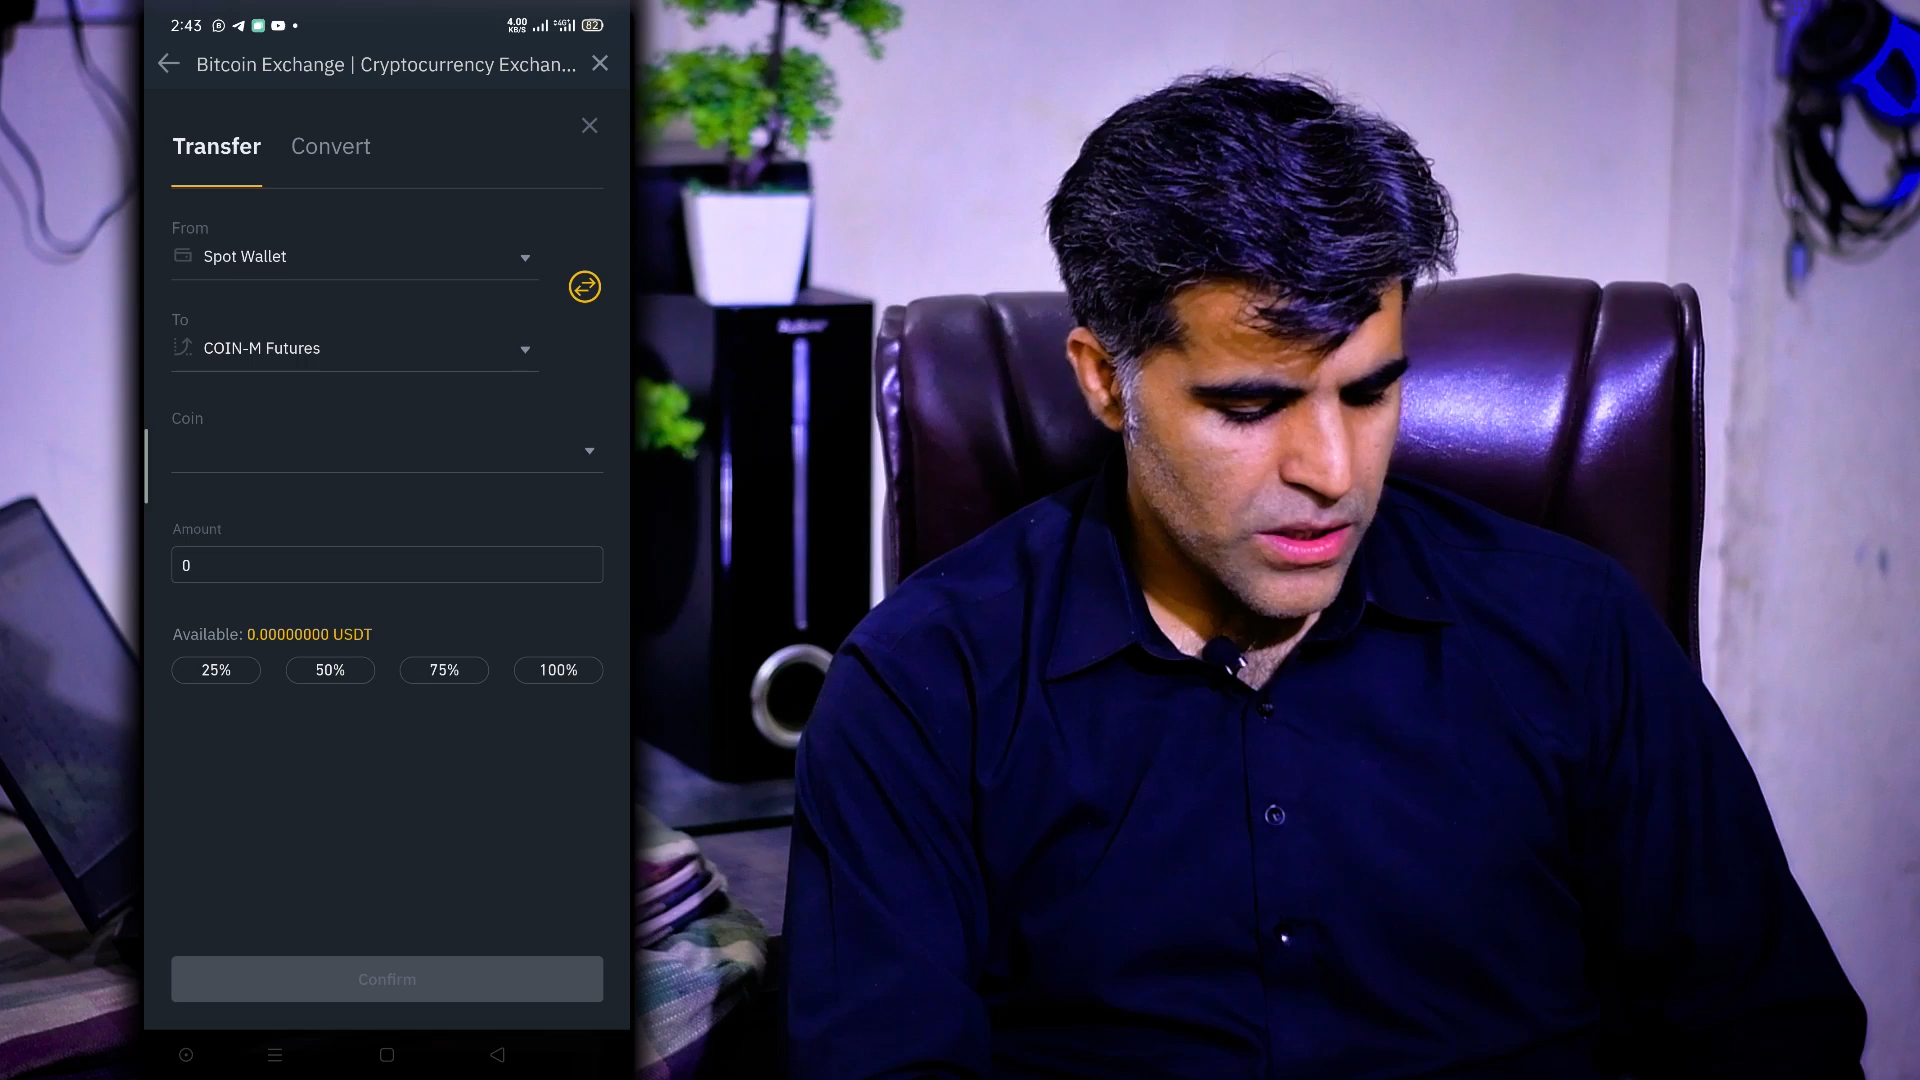 2:43
4.00
KB/S
4G+
82
Bitcoin Exchange | Cryptocurrency Exchan...
Transfer
Convert
From
Spot Wallet
To
COIN-M Futures
Coin
Amount
0
Available: 0.00000000 USDT
25%
50%
75%
100%
Confirm